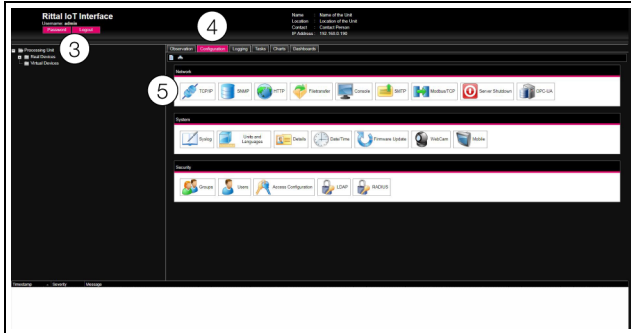 Rittal IoT Interface
Username: admin
Password Logout
Name : Name of the Unit
Location : Location of the Unit
Contact : Contact Person
IP Address : 192.168.0.190
3
4
Processing Unit
Real Devices
Virtual Devices
Observation Configuration Logging Tasks Charts Dashboards
Network
5
TCP/IP SNMP HTTP Filetransfer Console SMTP Modbus/TCP Server Shutdown OPC-UA
System
Syslog Units and Languages Details Date/Time Firmware Update WebCam Mobile
Security
Groups Users Access Configuration LDAP RADIUS
Timestamp Severity Message